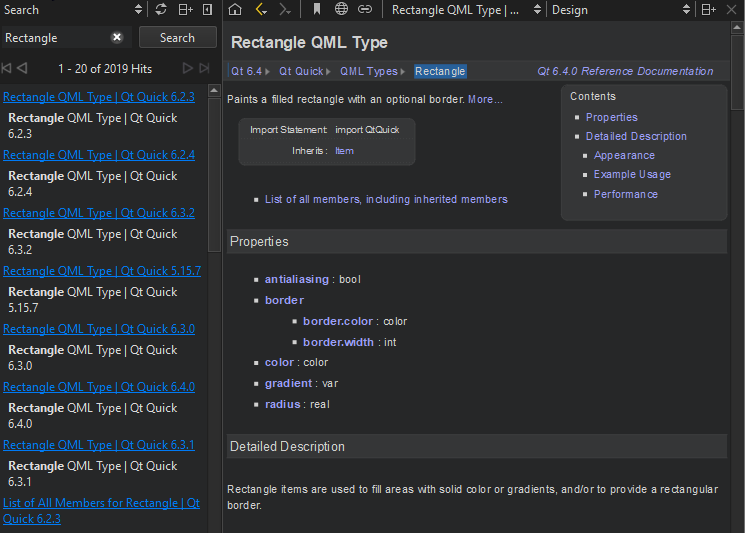 Search
Rectangle
Search
1 - 20 of 2019 Hits
Rectangle QML Type | Qt Quick 6.2.3
Rectangle QML Type | Qt Quick
6.2.3
Rectangle QML Type | Qt Quick 6.2.4
Rectangle QML Type | Qt Quick
6.2.4
Rectangle QML Type | Qt Quick 6.3.2
Rectangle QML Type | Qt Quick
6.3.2
Rectangle QML Type | Qt Quick 5.15.7
Rectangle QML Type | Qt Quick
5.15.7
Rectangle QML Type | Qt Quick 6.3.0
Rectangle QML Type | Qt Quick
6.3.0
Rectangle QML Type | Qt Quick 6.4.0
Rectangle QML Type | Qt Quick
6.4.0
Rectangle QML Type | Qt Quick 6.3.1
Rectangle QML Type | Qt Quick
6.3.1
List of All Members for Rectangle | Qt
Quick 6.2.3
Rectangle QML Type | ...
Design
Rectangle QML Type
Qt 6.4 Qt Quick QML Types Rectangle
Qt 6.4.0 Reference Documentation
Paints a filled rectangle with an optional border. More...
Import Statement: import QtQuick
Inherits: Item
Contents
Properties
Detailed Description
Appearance
Example Usage
Performance
List of all members, including inherited members
Properties
antialiasing : bool
border
border.color : color
border.width : int
color : color
gradient : var
radius : real
Detailed Description
Rectangle items are used to fill areas with solid color or gradients, and/or to provide a rectangular
border.